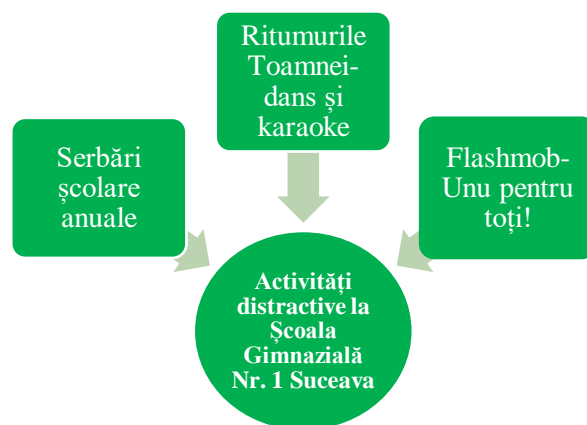 Serbări
școlare
anuale
Ritumurile
Toamnei-
dans și
karaoke
Flashmob-
Unu pentru
toți!
Activități
distractive la
Școala
Gimnazială
Nr. 1 Suceava